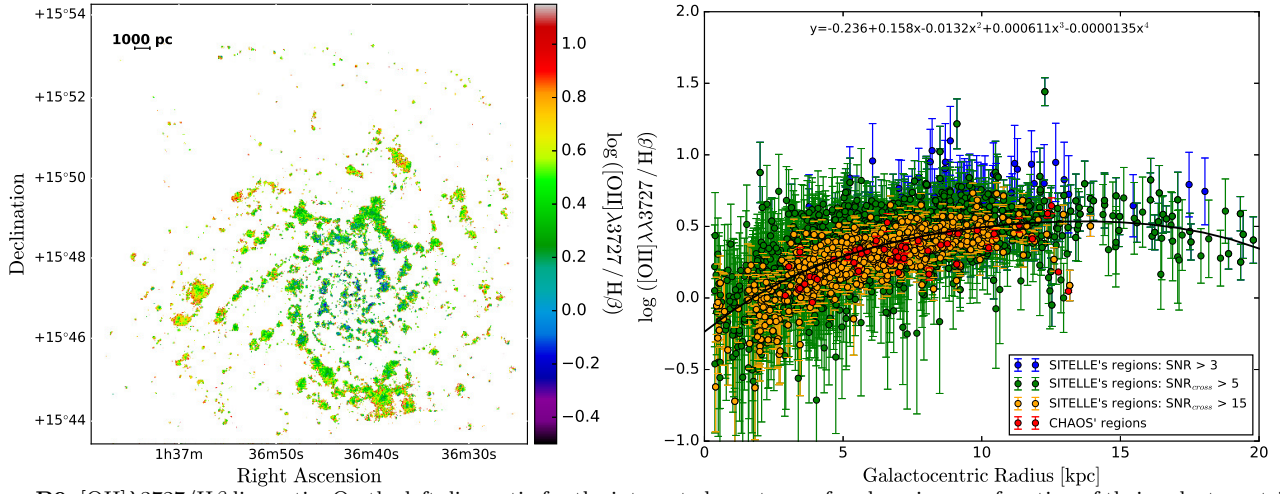 +15°54
+15°52
+15°50
+15°48
+15°46
+15°44
Declination
1000 pc
1h37m
36m50s
36m40s
36m30s
Right Ascension
1.0
0.8
0.6
0.4
0.2
0.0
−0.2
−0.4
log ([OII]λλ3727 / Hβ)
2.0
1.5
1.0
0.5
0.0
−0.5
−1.0
log ([OII]λλ3727 / Hβ)
y=-0.236+0.158x-0.0132x²+0.000611x³-0.0000135x⁴
SITELLE's regions: SNR > 3
SITELLE's regions: SNRcross > 5
SITELLE's regions: SNRcross > 15
CHAOS' regions
0
5
10
15
20
Galactocentric Radius [kpc]